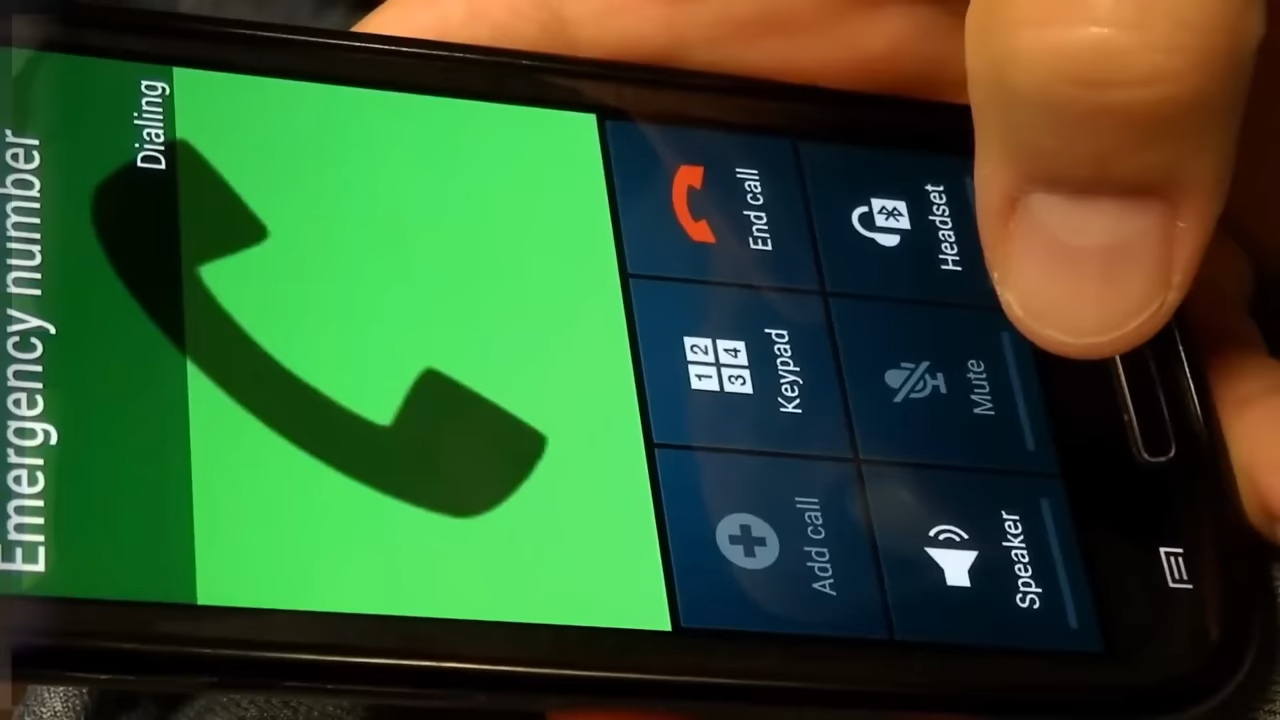 Emergency number
Dialing
Add call
1 2
3 4
Keypad
End call
Speaker
Mute
Headset